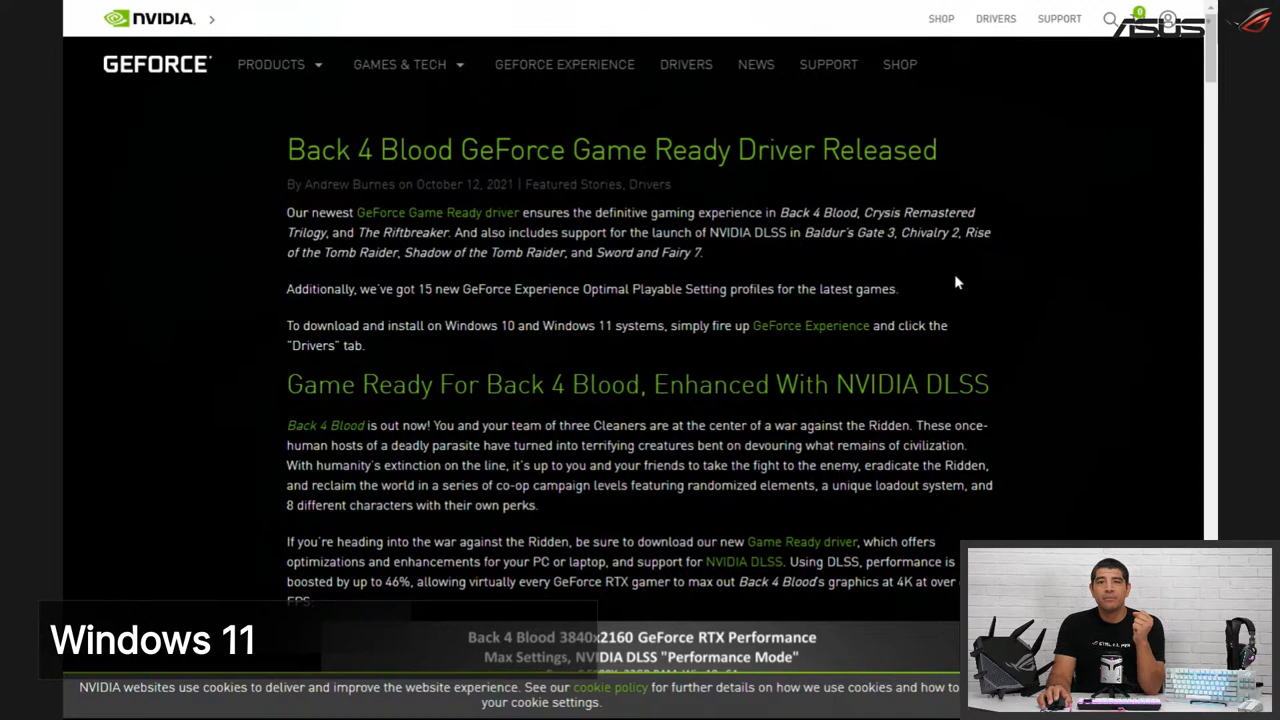 NVIDIA.
SHOP DRIVERS SUPPORT 0
ASUS
GEFORCE PRODUCTS GAMES & TECH GEFORCE EXPERIENCE DRIVERS NEWS SUPPORT SHOP
Back 4 Blood GeForce Game Ready Driver Released
By Andrew Burnes on October 12, 2021 | Featured Stories, Drivers
Our newest GeForce Game Ready driver ensures the definitive gaming experience in Back 4 Blood, Crysis Remastered
Trilogy, and The Riftbreaker. And also includes support for the launch of NVIDIA DLSS in Baldur's Gate 3, Chivalry 2, Rise
of the Tomb Raider, Shadow of the Tomb Raider, and Sword and Fairy 7.
Additionally, we've got 15 new GeForce Experience Optimal Playable Setting profiles for the latest games.
To download and install on Windows 10 and Windows 11 systems, simply fire up GeForce Experience and click the
"Drivers" tab.
Game Ready For Back 4 Blood, Enhanced With NVIDIA DLSS
Back 4 Blood is out now! You and your team of three Cleaners are at the center of a war against the Ridden. These once-
human hosts of a deadly parasite have turned into terrifying creatures bent on devouring what remains of civilization.
With humanity's extinction on the line, it's up to you and your friends to take the fight to the enemy, eradicate the Ridden,
and reclaim the world in a series of co-op campaign levels featuring randomized elements, a unique loadout system, and
8 different characters with their own perks.
If you're heading into the war against the Ridden, be sure to download our new Game Ready driver, which offers
optimizations and enhancements for your PC or laptop, and support for NVIDIA DLSS. Using DLSS, performance is
boosted by up to 46%, allowing virtually every GeForce RTX gamer to max out Back 4 Blood's graphics at 4K at over
FPS:
Windows 11
Back 4 Blood 3840x2160 GeForce RTX Performance
Max Settings, NVIDIA DLSS "Performance Mode"
NVIDIA websites use cookies to deliver and improve the website experience. See our cookie policy for further details on how we use cookies and how to
your cookie settings.